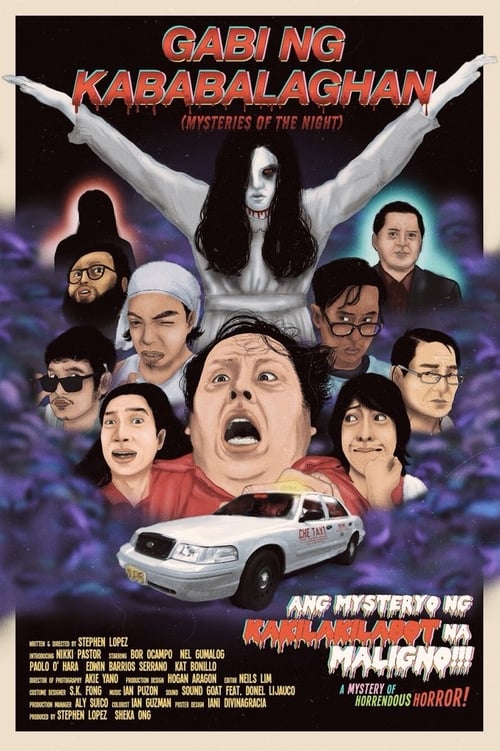 GABI NG
KABABALAGHAN
(MYSTERIES OF THE NIGHT)
CHE TAXI
ANG MYSTERYO NG
KAKILAKILABOT NA
MALIGNO!!!
A MYSTERY OF
HORRENDOUS HORROR!
WRITTEN & DIRECTED BY STEPHEN LOPEZ
INTRODUCING NIKKI PASTOR STARRING BOR OCAMPO NEL GUMALOG
PAOLO O' HARA EDWIN BARRIOS SERRANO KAT BONILLO
DIRECTOR OF PHOTOGRAPHY AKIE YANO PRODUCTION DESIGN HOGAN ARAGON EDITOR NEILS LIM
COSTUME DESIGNER S.K. FONG MUSIC IAN PUZON SOUND SOUND GOAT FEAT. DONEL LIJAUCO
PRODUCTION MANAGER ALY SUICO COLORIST IAN GUZMAN POSTER DESIGN IANI DIVINAGRACIA
PRODUCED BY STEPHEN LOPEZ SHEKA ONG